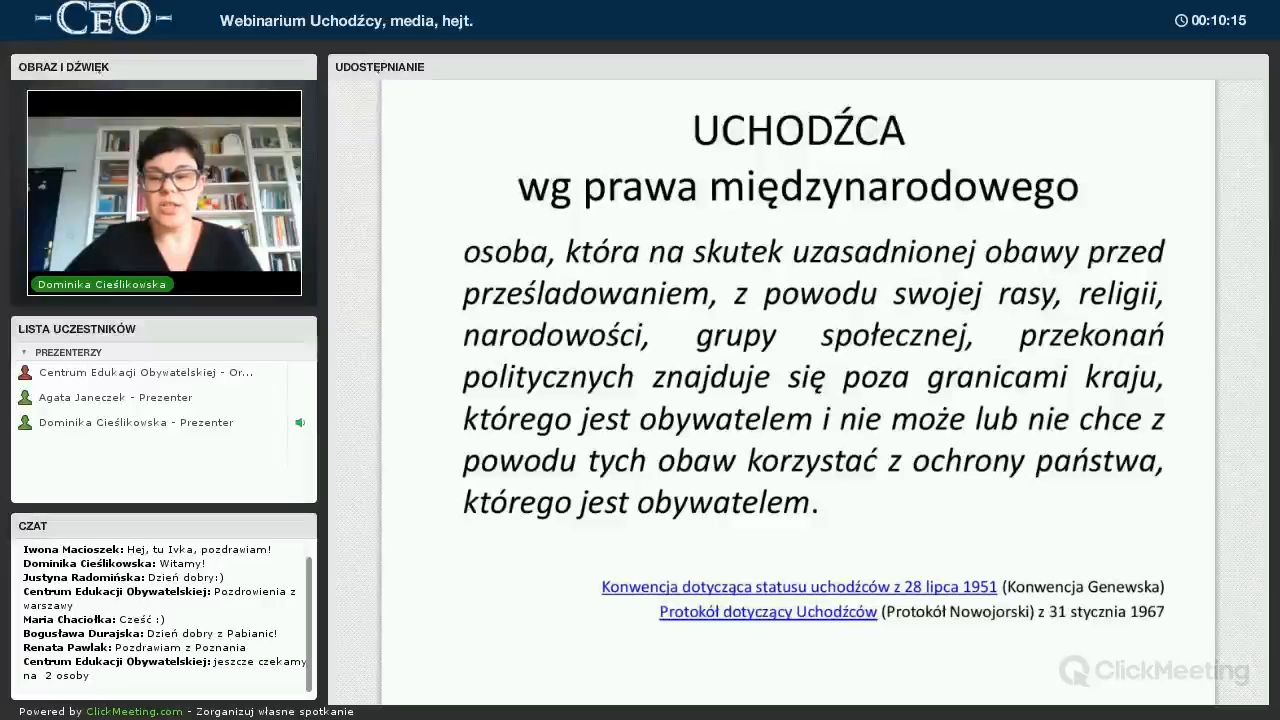 CEO
Webinarium Uchodźcy, media, hejt.
00:10:15
OBRAZ I DŹWIĘK
Dominika Cieślikowska
LISTA UCZESTNIKÓW
PREZENTERZY
Centrum Edukacji Obywatelskiej - Or...
Agata Janeczek - Prezenter
Dominika Cieślikowska - Prezenter
CZAT
Iwona Macioszek: Hej, tu Ivka, pozdrawiam!
Dominika Cieślikowska: Witamy!
Justyna Radomińska: Dzień dobry:)
Centrum Edukacji Obywatelskiej: Pozdrowienia z
warszawy
Maria Chaciołka: Cześć :)
Bogusława Durajska: Dzień dobry z Pabianic!
Renata Pawlak: Pozdrawiam z Poznania
Centrum Edukacji Obywatelskiej: jeszcze czekamy
na 2 osoby
Powered by ClickMeeting.com - Zorganizuj własne spotkanie
UDOSTĘPNIANIE
UCHODŹCA
wg prawa międzynarodowego
osoba, która na skutek uzasadnionej obawy przed
prześladowaniem, z powodu swojej rasy, religii,
narodowości, grupy społecznej, przekonań
politycznych znajduje się poza granicami kraju,
którego jest obywatelem i nie może lub nie chce z
powodu tych obaw korzystać z ochrony państwa,
którego jest obywatelem.
Konwencja dotycząca statusu uchodźców z 28 lipca 1951 (Konwencja Genewska)
Protokół dotyczący Uchodźców (Protokół Nowojorski) z 31 stycznia 1967
ClickMeeting